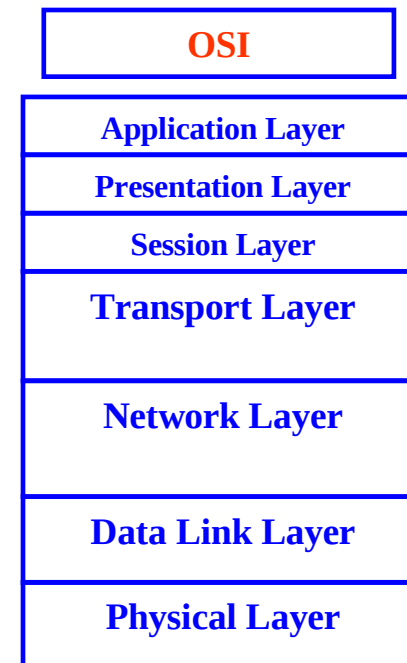 OSI
Application Layer
Presentation Layer
Session Layer
Transport Layer
Network Layer
Data Link Layer
Physical Layer